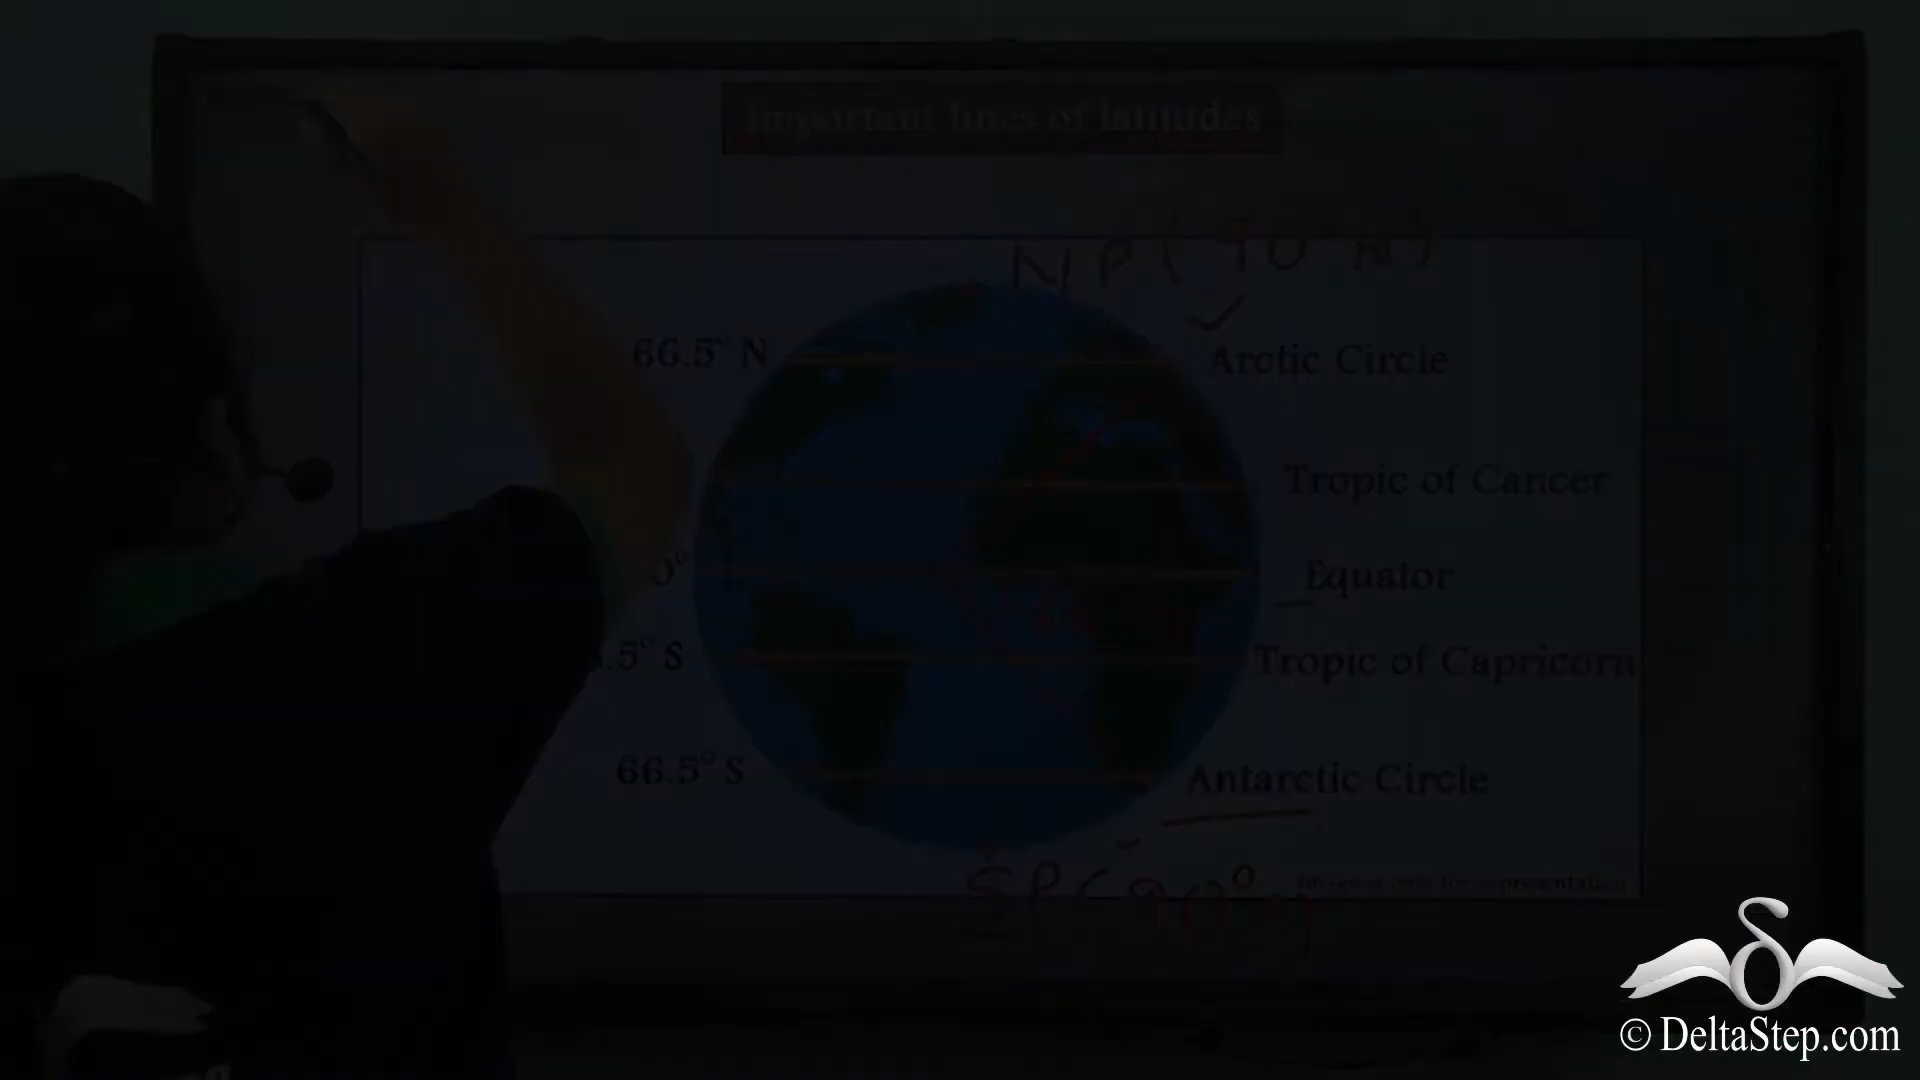 Important lines of latitudes
NP (90° N)
66.5° N
Arctic Circle
Tropic of Cancer
0°
Equator
.5° S
Tropic of Capricorn
66.5° S
Antarctic Circle
SP (90°
representation
© DeltaStep.com